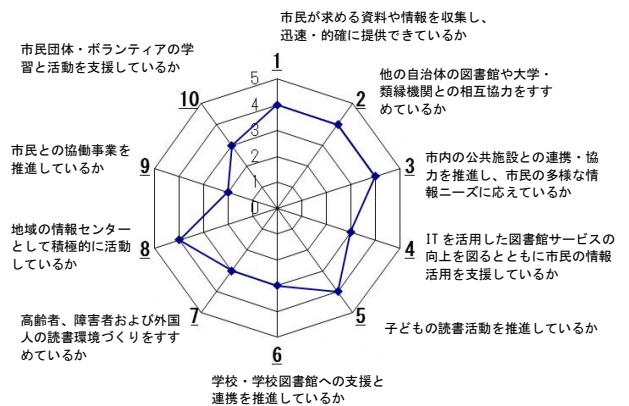 市民が求める資料や情報を収集し、
迅速・的確に提供できているか
1
他の自治体の図書館や大学・
類縁機関との相互協力をすす
めているか
2
市内の公共施設との連携・協
力を推進し、市民の多様な情
報ニーズに応えているか
3
IT を活用した図書館サービスの
向上を図るとともに市民の情報
活用を支援しているか
4
子どもの読書活動を推進しているか
5
6
学校・学校図書館への支援と
連携を推進しているか
7
高齢者、障害者および外国
人の読書環境づくりをすす
めているか
8
地域の情報センター
として積極的に活動
しているか
9
市民との協働事業を
推進しているか
10
市民団体・ボランティアの学
習と活動を支援しているか
5
4
3
2
1
0